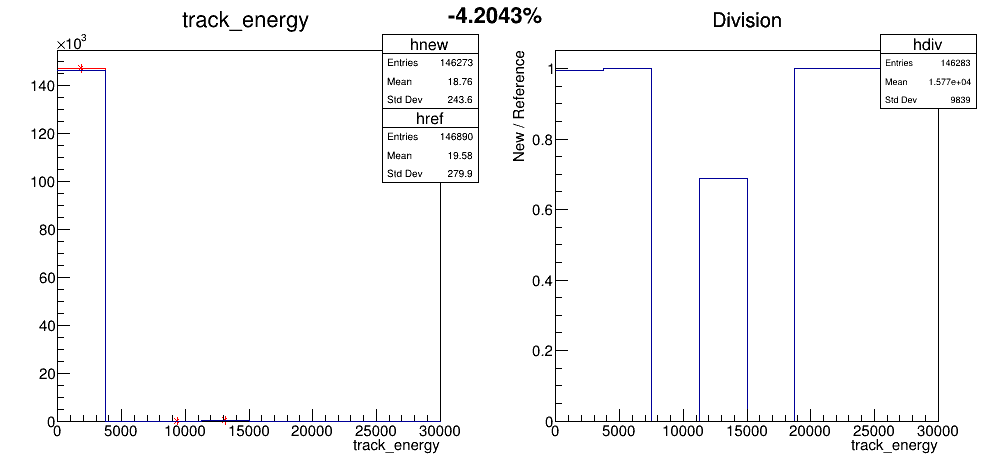 -4.2043%
track_energy
×10³
hnew
Entries 146273
Mean 18.76
Std Dev 243.6
href
Entries 146890
Mean 19.58
Std Dev 279.9
140
120
100
80
60
40
20
0
0 5000 10000 15000 20000 25000 30000
track_energy
Division
hdiv
Entries 146283
Mean 1.577e+04
Std Dev 9839
New / Reference
1
0.8
0.6
0.4
0.2
0
0 5000 10000 15000 20000 25000 30000
track_energy